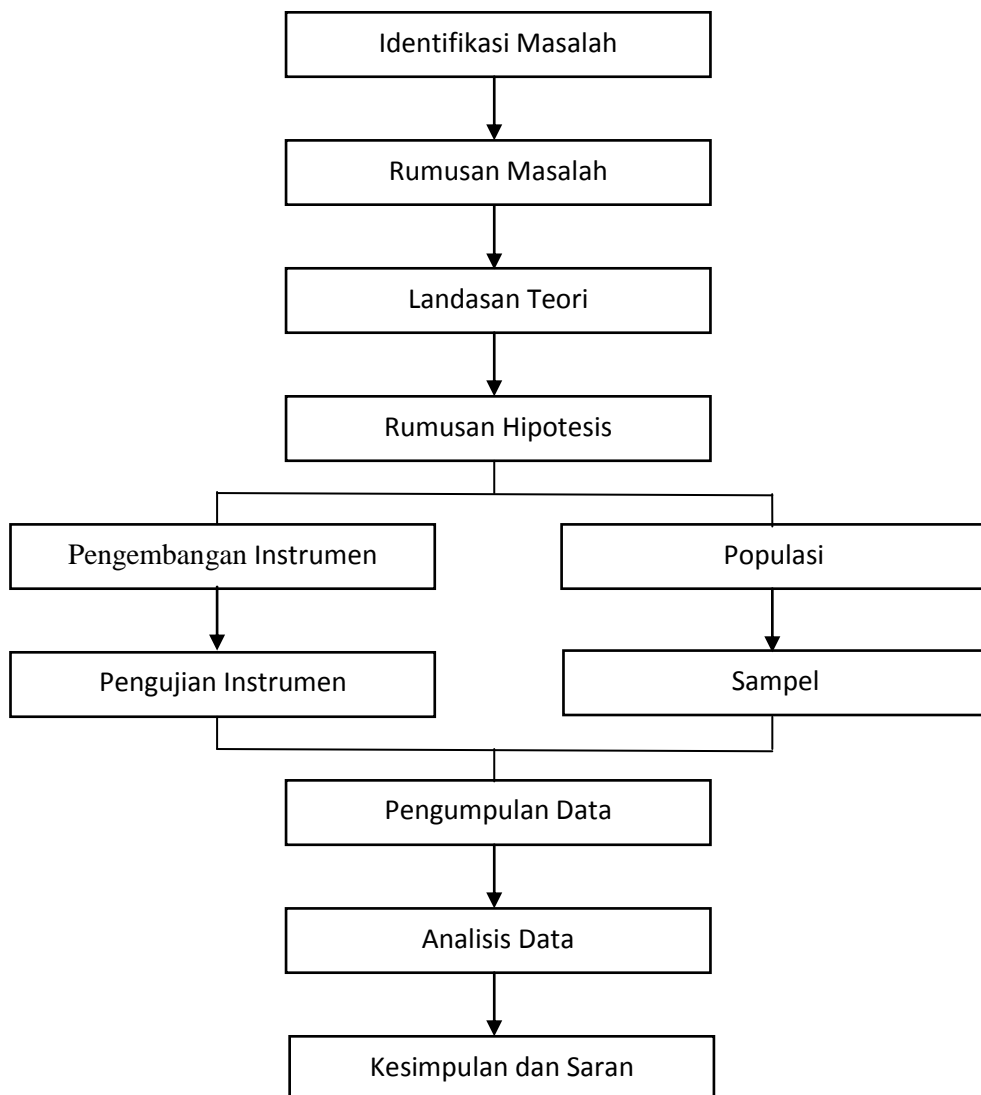 Identifikasi Masalah
Rumusan Masalah
Landasan Teori
Rumusan Hipotesis
Pengembangan Instrumen
Populasi
Pengujian Instrumen
Sampel
Pengumpulan Data
Analisis Data
Kesimpulan dan Saran